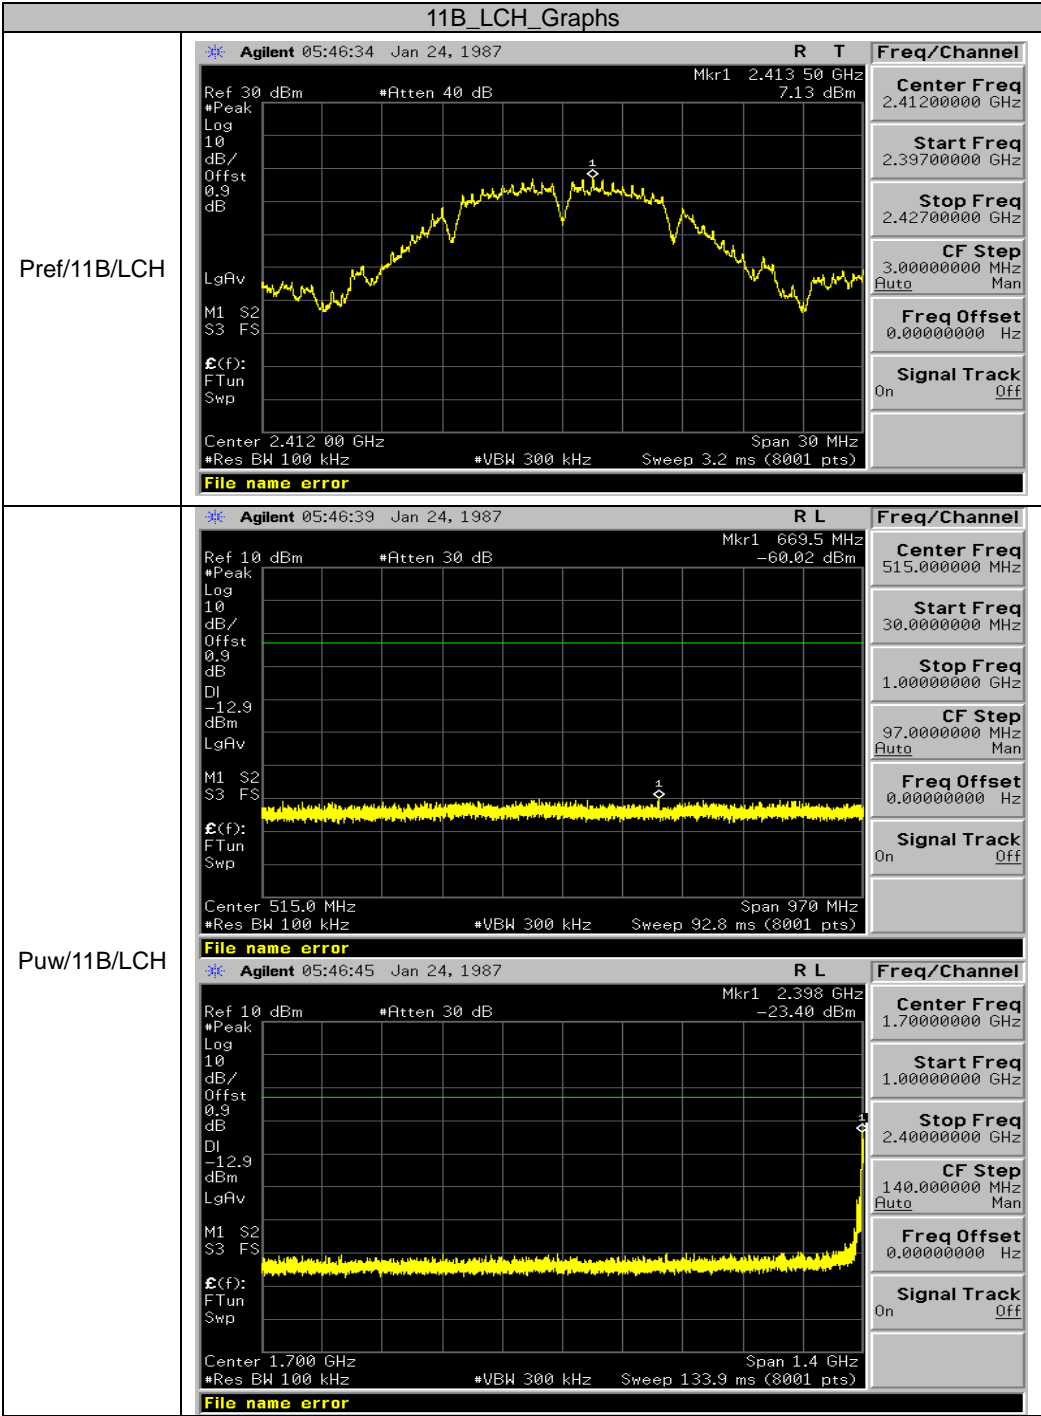 11B_LCH_Graphs
Pref/11B/LCH
Agilent 05:46:34 Jan 24, 1987 R T Freq/Channel
Mkr1 2.413 50 GHz
Ref 30 dBm #Atten 40 dB 7.13 dBm
#Peak
Log
10
dB/
Offst
0.9
dB
LgAv
M1 S2
S3 FS
£(f):
FTun
Swp
1
Center 2.412 00 GHz Span 30 MHz
#Res BW 100 kHz #VBW 300 kHz Sweep 3.2 ms (8001 pts)
File name error
Center Freq
2.41200000 GHz
Start Freq
2.39700000 GHz
Stop Freq
2.42700000 GHz
CF Step
3.00000000 MHz
Auto Man
Freq Offset
0.00000000 Hz
Signal Track
On Off
Puw/11B/LCH
Agilent 05:46:39 Jan 24, 1987 R L Freq/Channel
Mkr1 669.5 MHz
Ref 10 dBm #Atten 30 dB −60.02 dBm
#Peak
Log
10
dB/
Offst
0.9
dB
DI
−12.9
dBm
LgAv
M1 S2
S3 FS
£(f):
FTun
Swp
1
Center 515.0 MHz Span 970 MHz
#Res BW 100 kHz #VBW 300 kHz Sweep 92.8 ms (8001 pts)
File name error
Center Freq
515.000000 MHz
Start Freq
30.0000000 MHz
Stop Freq
1.00000000 GHz
CF Step
97.0000000 MHz
Auto Man
Freq Offset
0.00000000 Hz
Signal Track
On Off
Agilent 05:46:45 Jan 24, 1987 R L Freq/Channel
Mkr1 2.398 GHz
Ref 10 dBm #Atten 30 dB −23.40 dBm
#Peak
Log
10
dB/
Offst
0.9
dB
DI
−12.9
dBm
LgAv
M1 S2
S3 FS
£(f):
FTun
Swp
1
Center 1.700 GHz Span 1.4 GHz
#Res BW 100 kHz #VBW 300 kHz Sweep 133.9 ms (8001 pts)
File name error
Center Freq
1.70000000 GHz
Start Freq
1.00000000 GHz
Stop Freq
2.40000000 GHz
CF Step
140.000000 MHz
Auto Man
Freq Offset
0.00000000 Hz
Signal Track
On Off